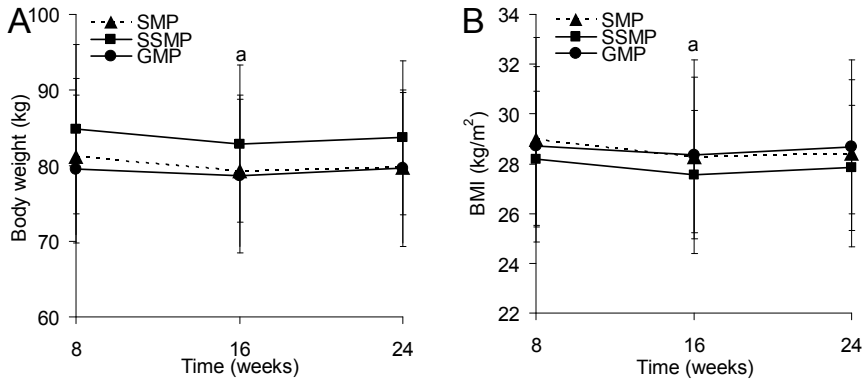 A
SMP
SSMP
GMP
a
100
90
80
70
60
Body weight (kg)
8
16
24
Time (weeks)
B
SMP
SSMP
GMP
a
34
32
30
28
26
24
22
BMI (kg/m²)
8
16
24
Time (weeks)